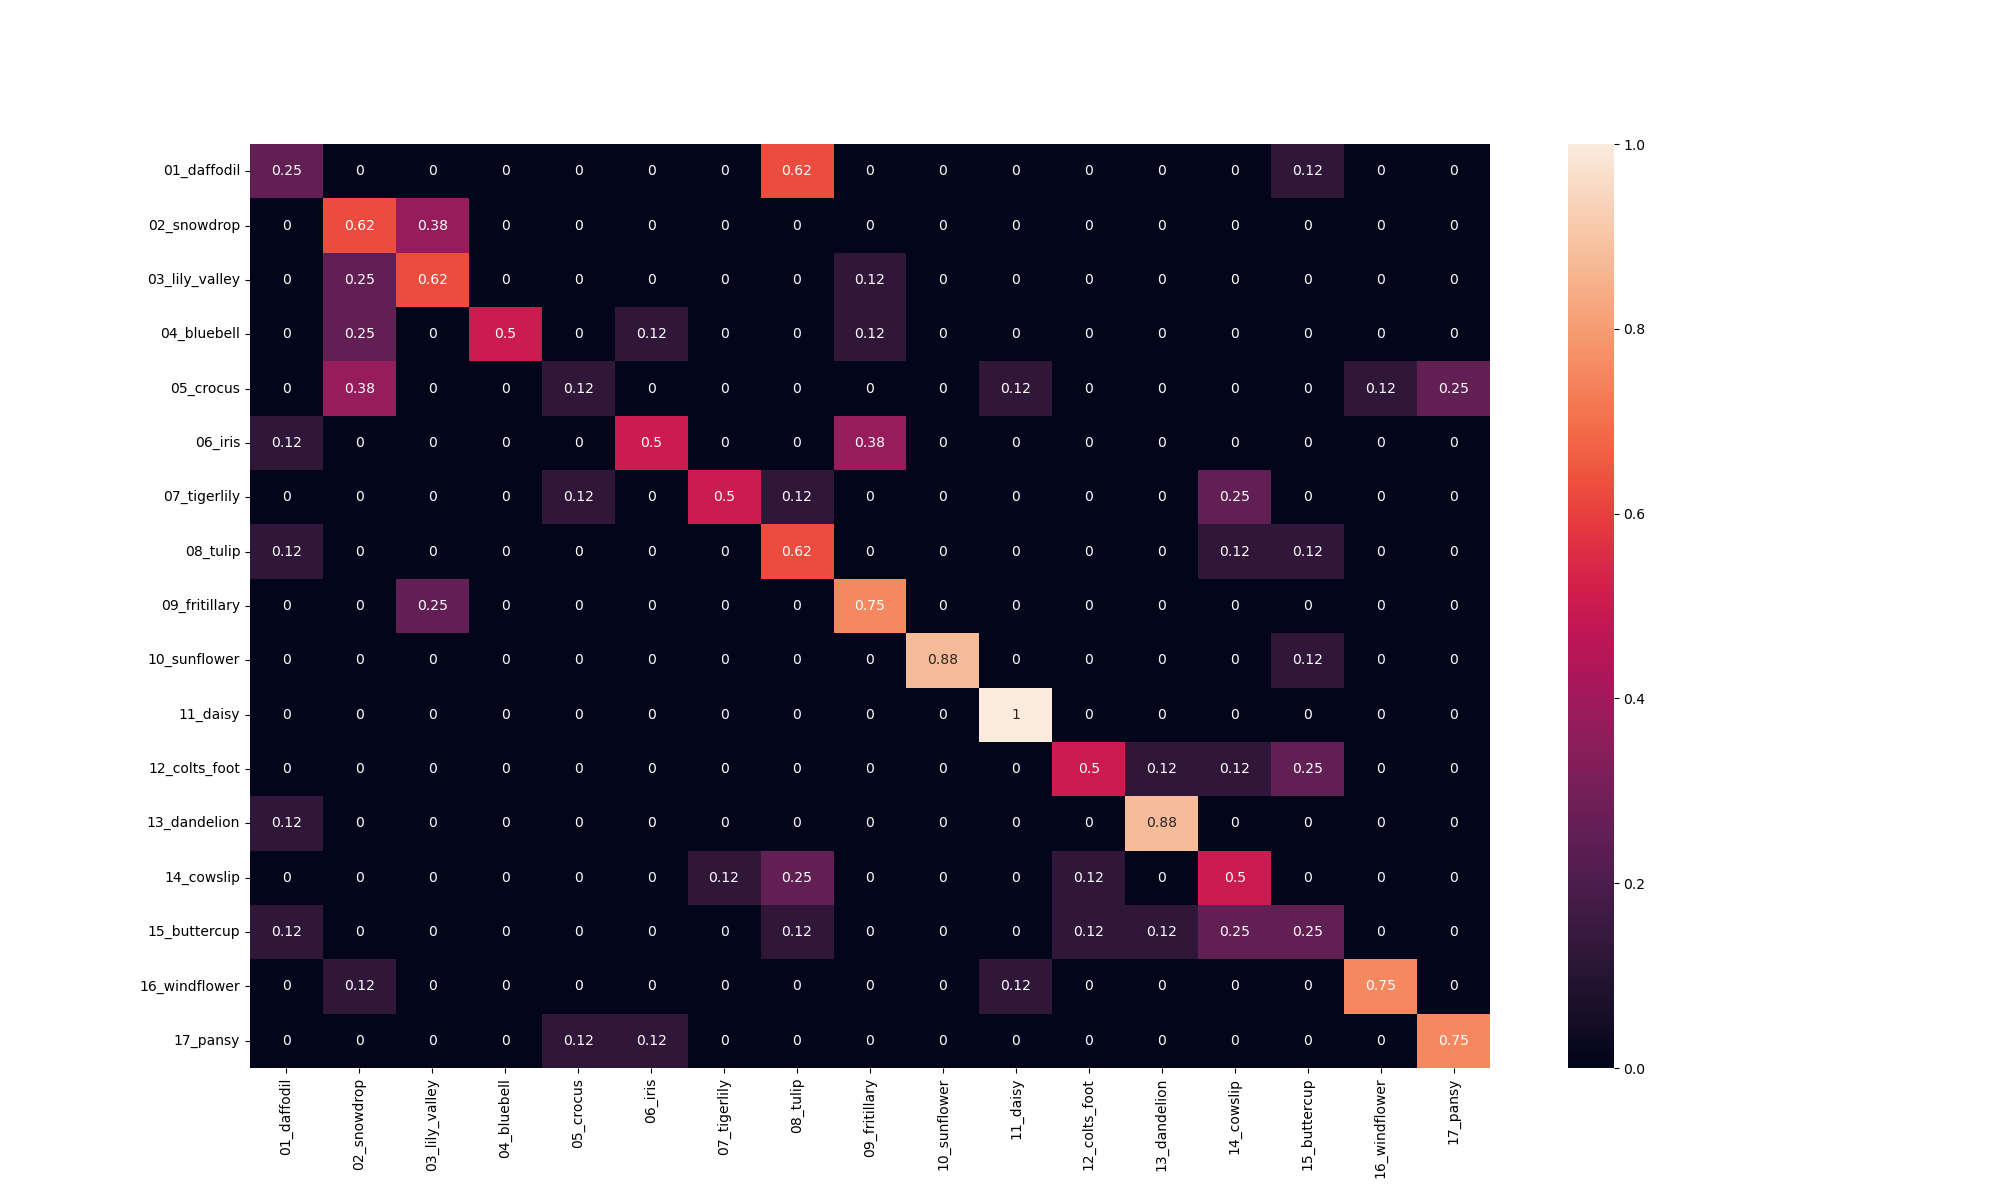 01_daffodil 0.25 0 0 0 0 0 0 0.62 0 0 0 0 0 0 0.12 0 0
02_snowdrop 0 0.62 0.38 0 0 0 0 0 0 0 0 0 0 0 0 0 0
03_lily_valley 0 0.25 0.62 0 0 0 0 0 0.12 0 0 0 0 0 0 0 0
04_bluebell 0 0.25 0 0.5 0 0.12 0 0 0.12 0 0 0 0 0 0 0 0
05_crocus 0 0.38 0 0 0.12 0 0 0 0 0 0.12 0 0 0 0 0.12 0.25
06_iris 0.12 0 0 0 0 0.5 0 0 0.38 0 0 0 0 0 0 0 0
07_tigerlily 0 0 0 0 0.12 0 0.5 0.12 0 0 0 0 0 0.25 0 0 0
08_tulip 0.12 0 0 0 0 0 0 0.62 0 0 0 0 0 0.12 0.12 0 0
09_fritillary 0 0 0.25 0 0 0 0 0 0.75 0 0 0 0 0 0 0 0
10_sunflower 0 0 0 0 0 0 0 0 0 0.88 0 0 0 0 0.12 0 0
11_daisy 0 0 0 0 0 0 0 0 0 0 1 0 0 0 0 0 0
12_colts_foot 0 0 0 0 0 0 0 0 0 0 0 0.5 0.12 0.12 0.25 0 0
13_dandelion 0.12 0 0 0 0 0 0 0 0 0 0 0 0.88 0 0 0 0
14_cowslip 0 0 0 0 0 0 0.12 0.25 0 0 0 0.12 0 0.5 0 0 0
15_buttercup 0.12 0 0 0 0 0 0 0.12 0 0 0 0.12 0.12 0.25 0.25 0 0
16_windflower 0 0.12 0 0 0 0 0 0 0 0 0.12 0 0 0 0 0.75 0
17_pansy 0 0 0 0 0.12 0.12 0 0 0 0 0 0 0 0 0 0 0.75
01_daffodil
02_snowdrop
03_lily_valley
04_bluebell
05_crocus
06_iris
07_tigerlily
08_tulip
09_fritillary
10_sunflower
11_daisy
12_colts_foot
13_dandelion
14_cowslip
15_buttercup
16_windflower
17_pansy
1.0
0.8
0.6
0.4
0.2
0.0